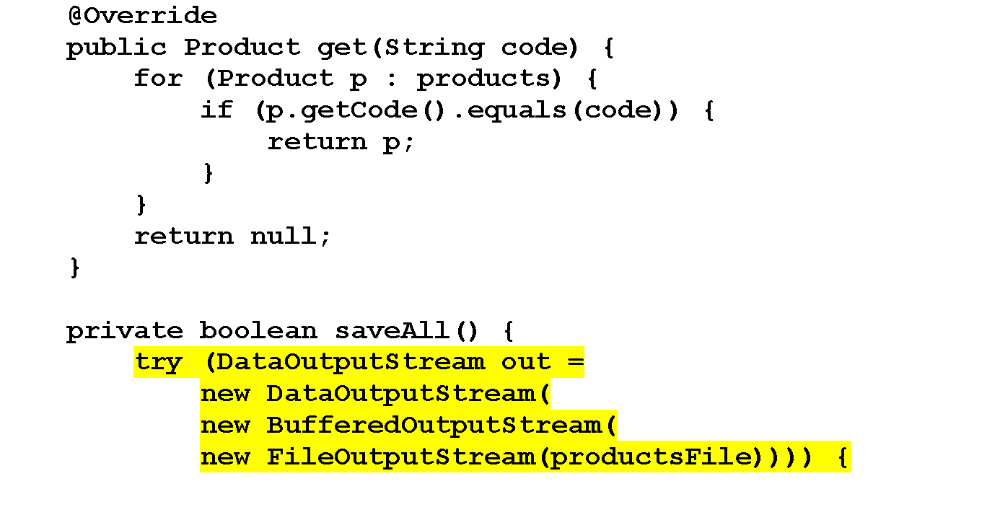 @Override
public Product get(String code) {
for (Product p : products) {
if (p.getCode().equals(code)) {
return p;
}
}
return null;
}
private boolean saveAll() {
try (DataOutputStream out =
new DataOutputStream(
new BufferedOutputStream(
new FileOutputStream(productsFile)))) {